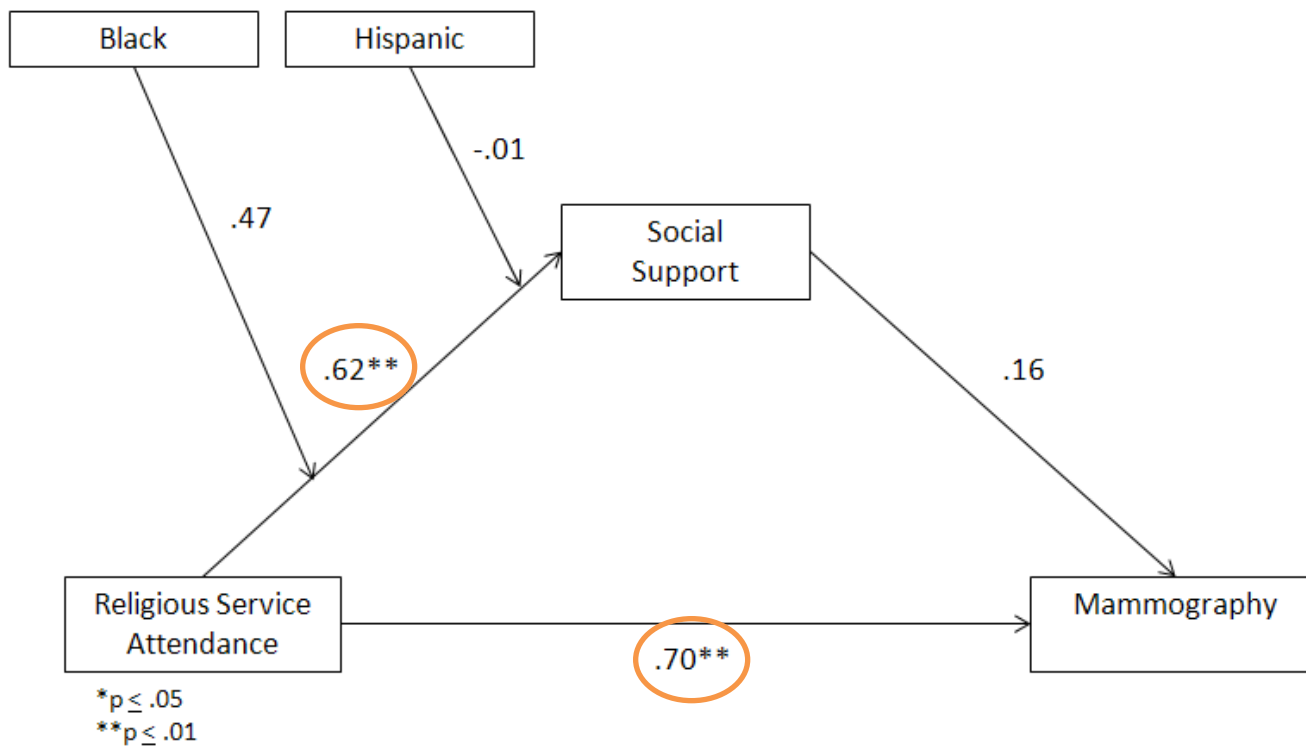 Black
Hispanic
-.01
.47
Social
Support
.62**
.16
Religious Service
Attendance
Mammography
.70**
*p ≤ .05
**p ≤ .01